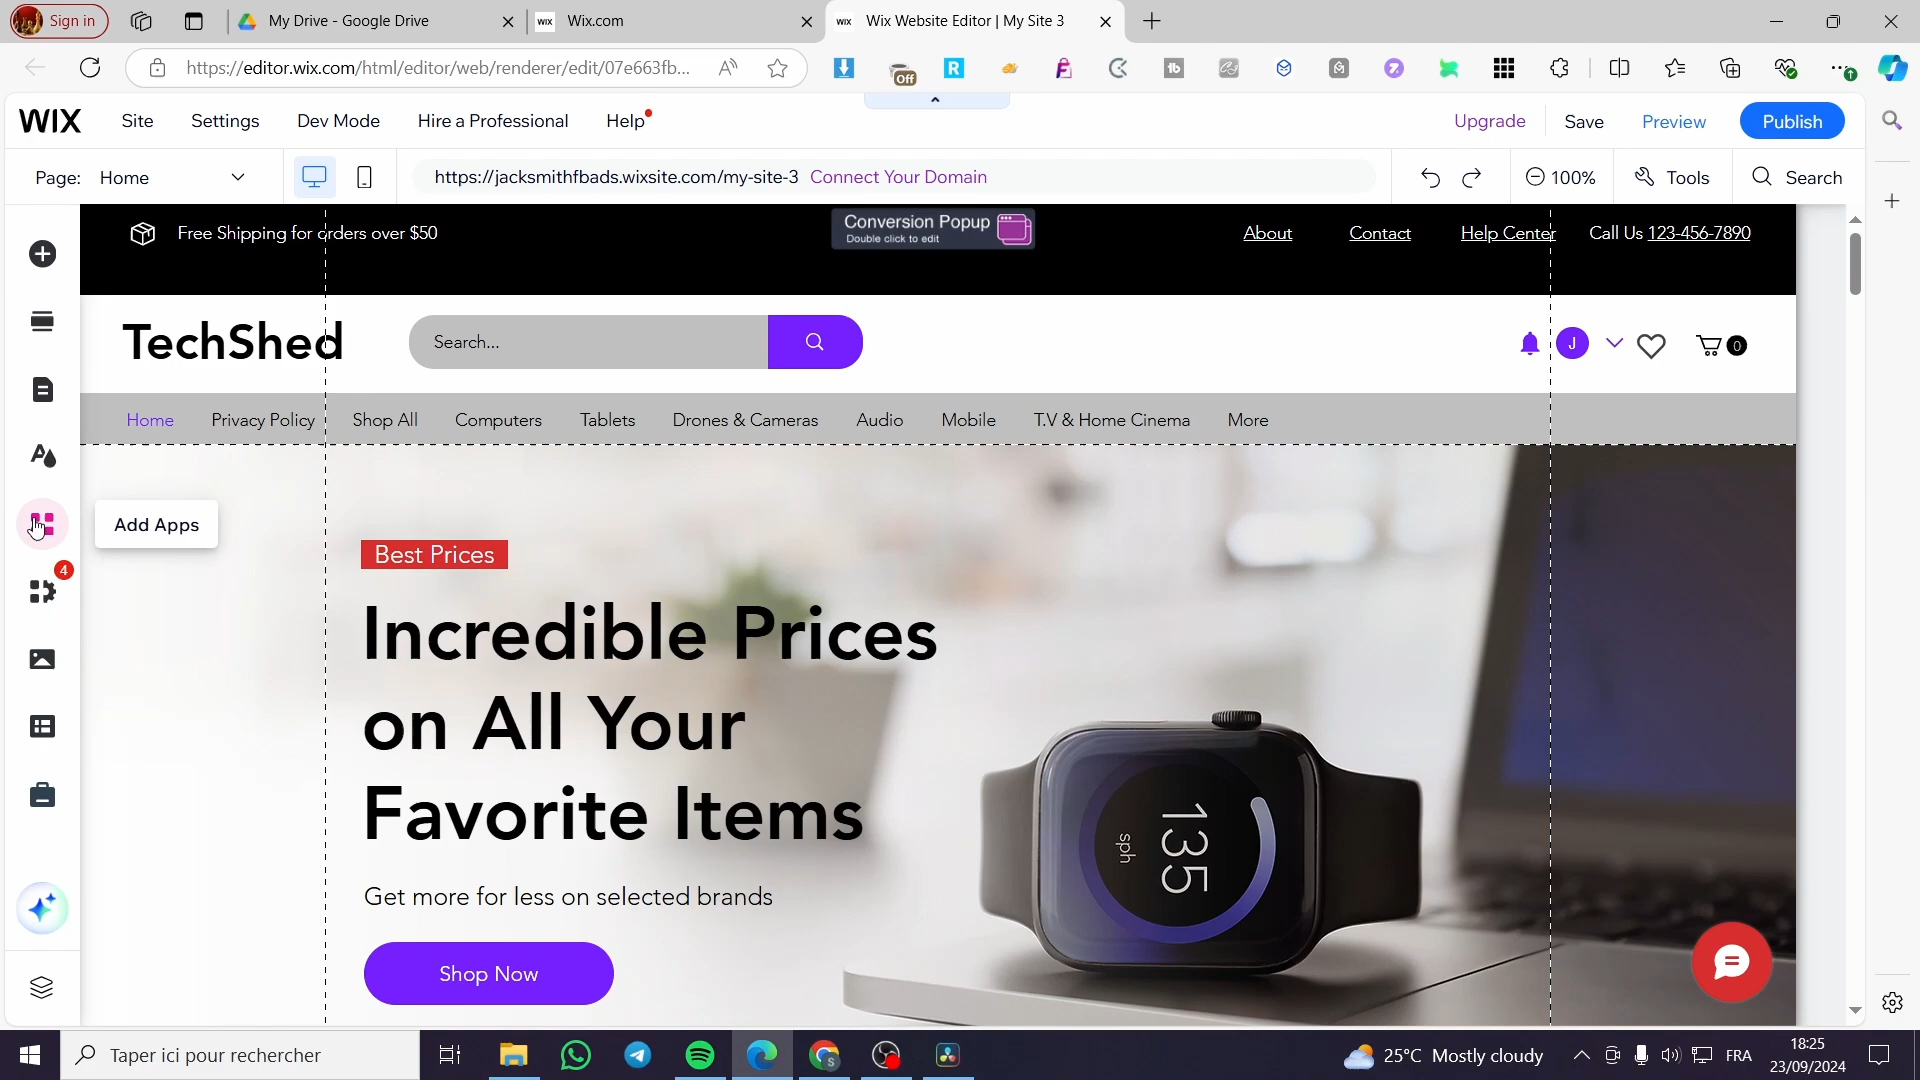 Sign in
My Drive - Google Drive
WIX
Wix.com
WIX
Wix Website Editor | My Site 3
https://editor.wix.com/html/editor/web/renderer/edit/07e663fb...
Off
WIX
Site
Settings
Dev Mode
Hire a Professional
Help
Upgrade
Save
Preview
Publish
Page: Home
https://jacksmithfbads.wixsite.com/my-site-3
Connect Your Domain
100%
Tools
Search
Free Shipping for orders over $50
Conversion Popup
Double click to edit
About
Contact
Help Center
Call Us 123-456-7890
TechShed
Search...
J
0
Home
Privacy Policy
Shop All
Computers
Tablets
Drones & Cameras
Audio
Mobile
T.V & Home Cinema
More
Add Apps
4
Best Prices
Incredible Prices
on All Your
Favorite Items
135
sph
Get more for less on selected brands
Shop Now
Taper ici pour rechercher
25°C Mostly cloudy
FRA
18:25
23/09/2024